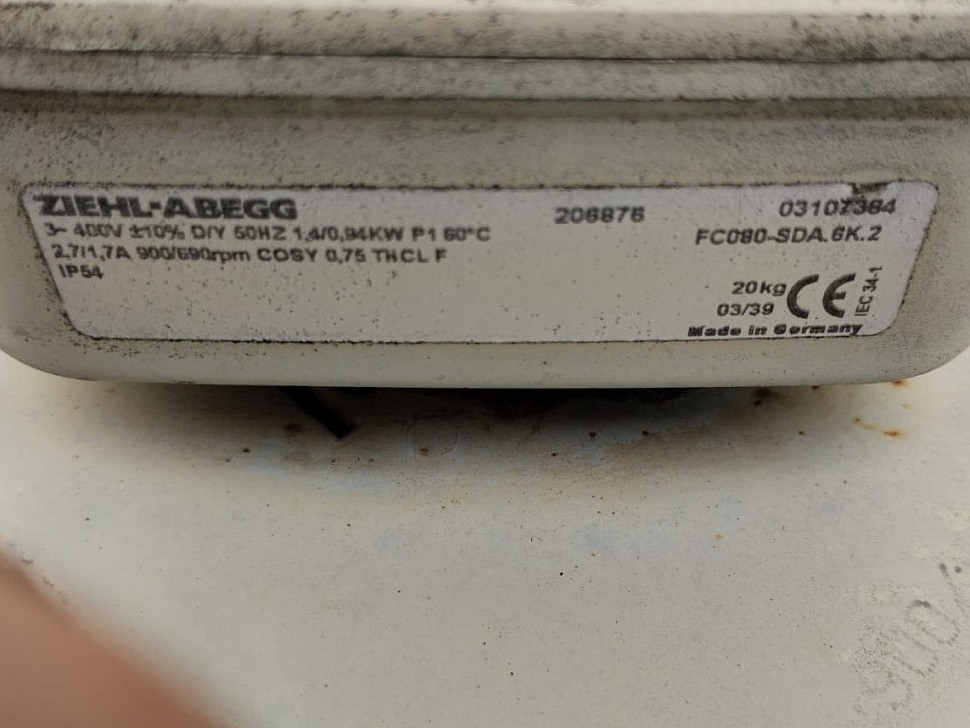 ZIEHL-ABEGG 206876 03107364
3~ 400V ±10% D/Y 50HZ 1,4/0,94KW P1 60°C FC080-SDA.6K.2
2,7/1,7A 900/690rpm COSY 0,75 THCL F
IP54
20kg CE IEC 34-1
03/39
Made in Germany